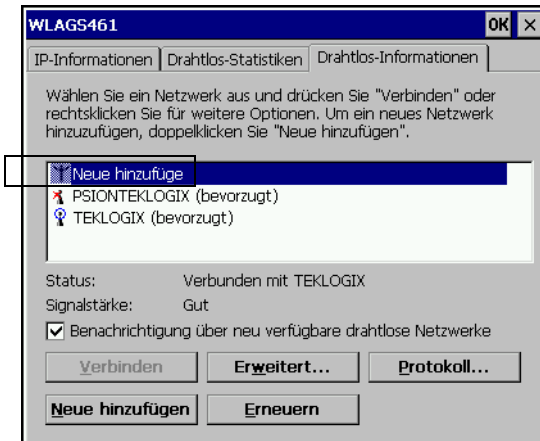 WLAGS461 OK ×
IP-Informationen Drahtlos-Statistiken Drahtlos-Informationen
Wählen Sie ein Netzwerk aus und drücken Sie "Verbinden" oder
rechtsklicken Sie für weitere Optionen. Um ein neues Netzwerk
hinzuzufügen, doppelklicken Sie "Neue hinzufügen".
Neue hinzufüge
PSIONTEKLOGIX (bevorzugt)
TEKLOGIX (bevorzugt)
Status: Verbunden mit TEKLOGIX
Signalstärke: Gut
Benachrichtigung über neu verfügbare drahtlose Netzwerke
Verbinden Erweitert... Protokoll...
Neue hinzufügen Erneuern